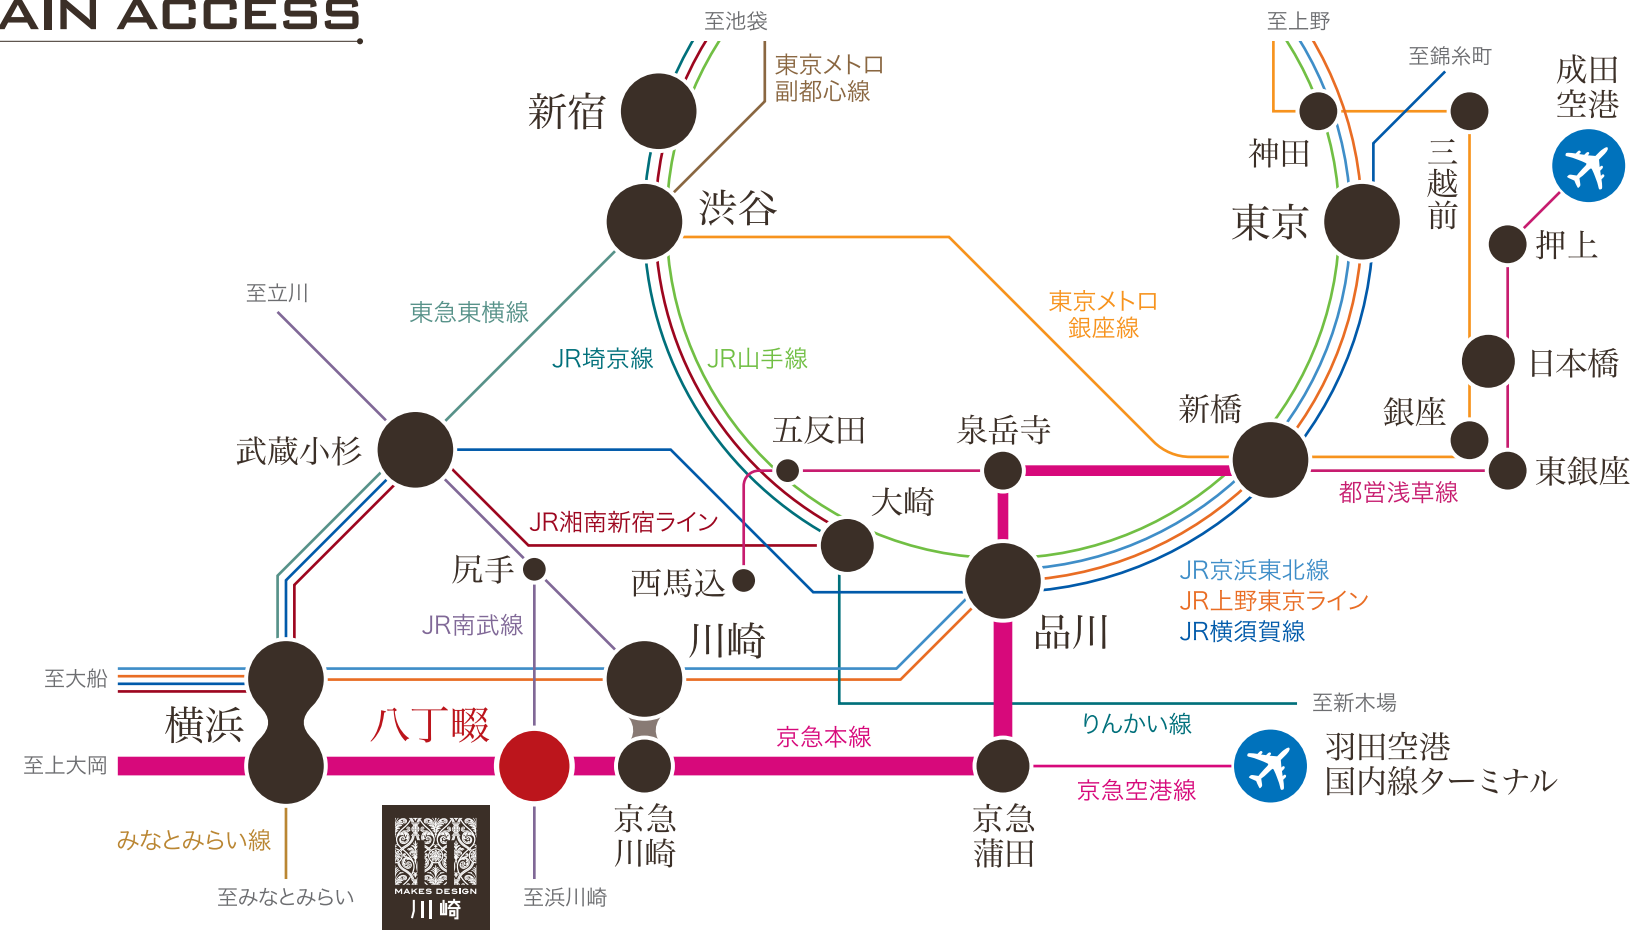 AIN ACCESS
至池袋
至上野
東京メトロ
副都心線
至錦糸町
成田
空港
新宿
神田
三越前
渋谷
東京
押上
至立川
東急東横線
東京メトロ
銀座線
JR埼京線
JR山手線
日本橋
新橋
銀座
武蔵小杉
五反田
泉岳寺
東銀座
都営浅草線
大崎
JR湘南新宿ライン
尻手
西馬込
JR京浜東北線
JR上野東京ライン
JR横須賀線
JR南武線
川崎
品川
至大船
横浜
八丁畷
至新木場
りんかい線
京急本線
至上大岡
羽田空港
国内線ターミナル
京急空港線
京急
川崎
京急
蒲田
みなとみらい線
至みなとみらい
MAKES DESIGN
川崎
至浜川崎